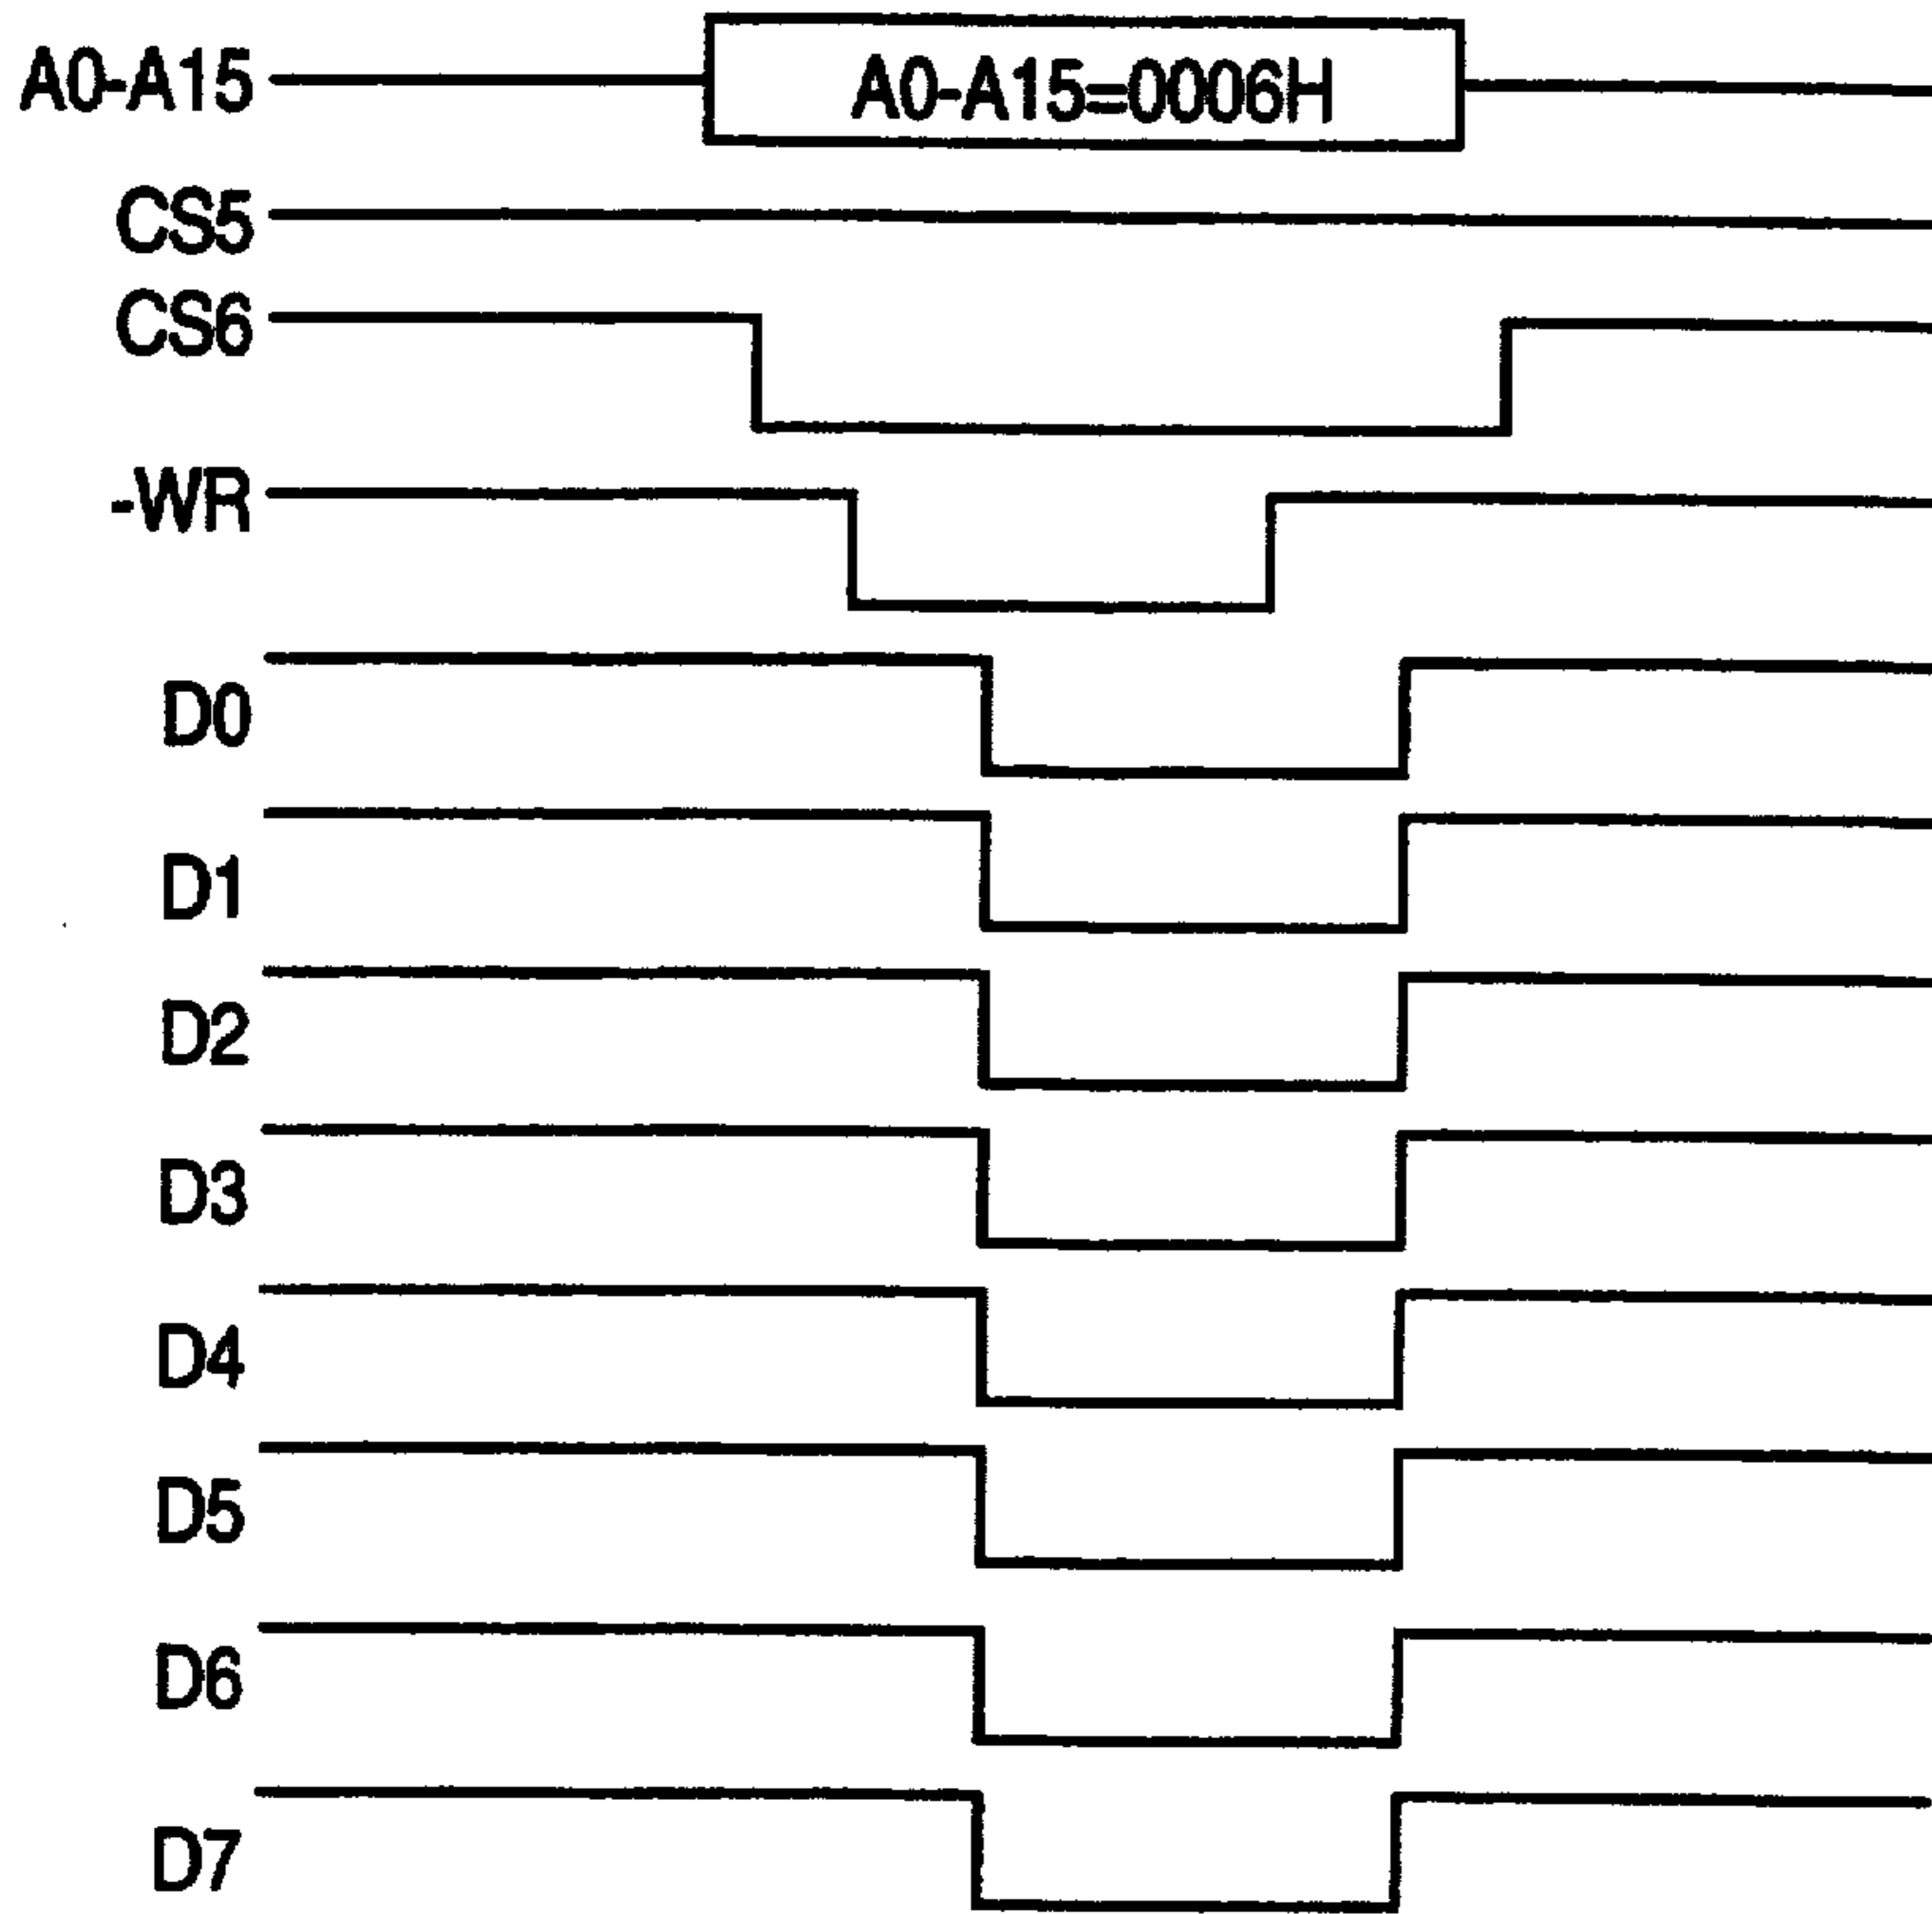 A0-A15
A0-A15=0006H
CS5
CS6
-WR
D0
D1
D2
D3
D4
D5
D6
D7